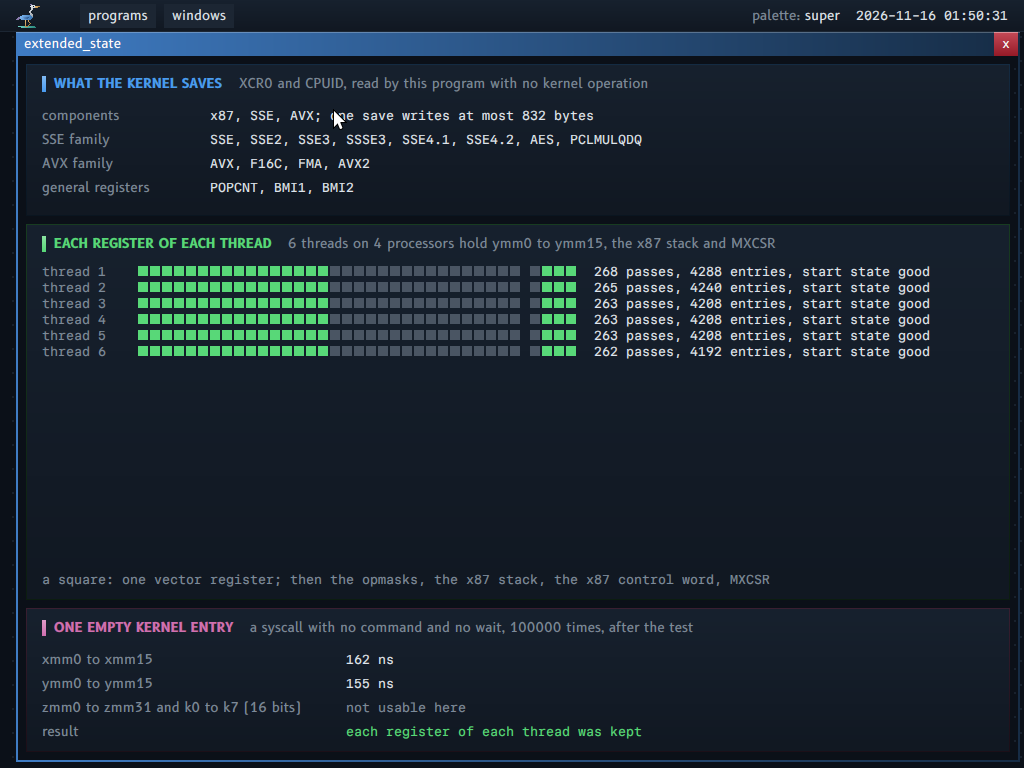 programs windows palette: super 2026-11-16 01:50:31
extended_state x
WHAT THE KERNEL SAVES XCR0 and CPUID, read by this program with no kernel operation
components x87, SSE, AVX; one save writes at most 832 bytes
SSE family SSE, SSE2, SSE3, SSSE3, SSE4.1, SSE4.2, AES, PCLMULQDQ
AVX family AVX, F16C, FMA, AVX2
general registers POPCNT, BMI1, BMI2
EACH REGISTER OF EACH THREAD 6 threads on 4 processors hold ymm0 to ymm15, the x87 stack and MXCSR
thread 1 268 passes, 4288 entries, start state good
thread 2 265 passes, 4240 entries, start state good
thread 3 263 passes, 4208 entries, start state good
thread 4 263 passes, 4208 entries, start state good
thread 5 263 passes, 4208 entries, start state good
thread 6 262 passes, 4192 entries, start state good
a square: one vector register; then the opmasks, the x87 stack, the x87 control word, MXCSR
ONE EMPTY KERNEL ENTRY a syscall with no command and no wait, 100000 times, after the test
xmm0 to xmm15 162 ns
ymm0 to ymm15 155 ns
zmm0 to zmm31 and k0 to k7 (16 bits) not usable here
result each register of each thread was kept